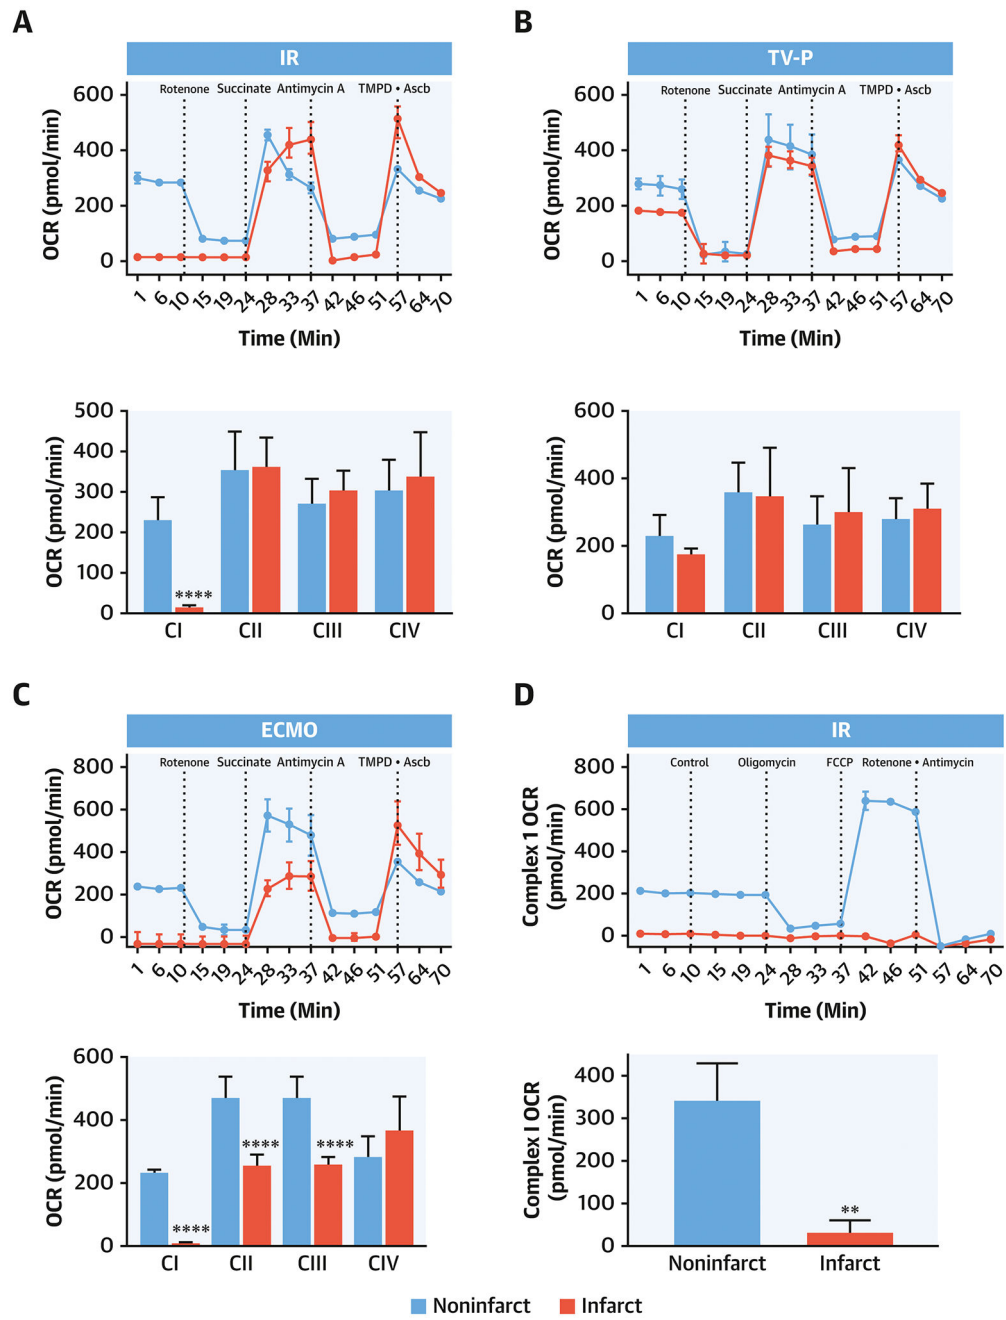 A
IR
Rotenone Succinate Antimycin A TMPD • Ascb
OCR (pmol/min)
600
400
200
0
1 6 10 15 19 24 28 33 37 42 46 51 57 64 70
Time (Min)
OCR (pmol/min)
500
400
300
200
100
0
****
CI CII CIII CIV
B
TV-P
Rotenone Succinate Antimycin A TMPD • Ascb
OCR (pmol/min)
600
400
200
0
1 6 10 15 19 24 28 33 37 42 46 51 57 64 70
Time (Min)
OCR (pmol/min)
600
400
200
0
CI CII CIII CIV
C
ECMO
Rotenone Succinate Antimycin A TMPD • Ascb
OCR (pmol/min)
800
600
400
200
0
1 6 10 15 19 24 28 33 37 42 46 51 57 64 70
Time (Min)
OCR (pmol/min)
600
400
200
0
**** **** ****
CI CII CIII CIV
D
IR
Control Oligomycin FCCP Rotenone • Antimycin
Complex 1 OCR
(pmol/min)
800
600
400
200
0
1 6 10 15 19 24 28 33 37 42 46 51 57 64 70
Time (Min)
Complex I OCR
(pmol/min)
400
300
200
100
0
**
Noninfarct Infarct
Noninfarct Infarct